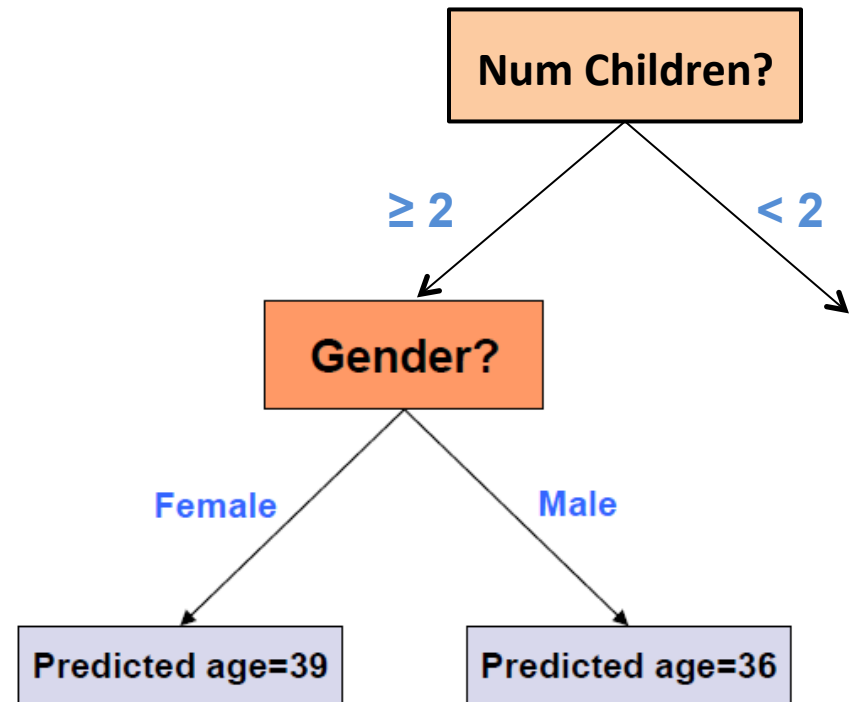 Num Children?
≥ 2
< 2
Gender?
Female
Male
Predicted age=39
Predicted age=36